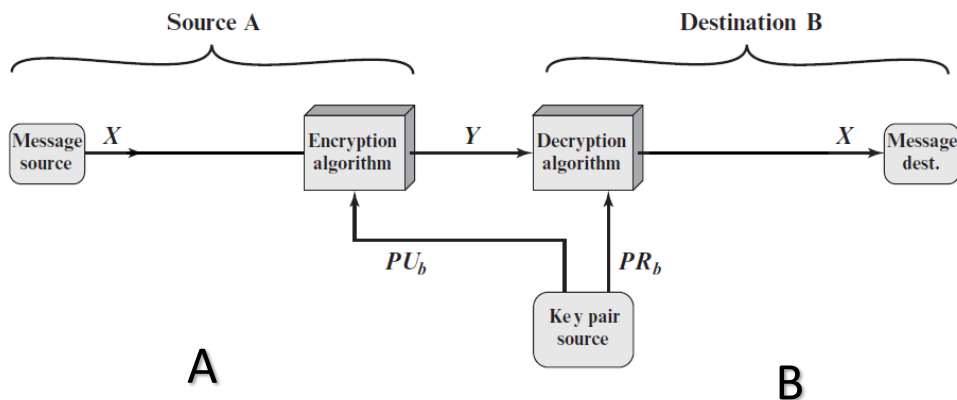 Source A
Destination B
Message
source
X
Encryption
algorithm
Y
Decryption
algorithm
X
Message
dest.
PU_b
PR_b
Key pair
source
A
B